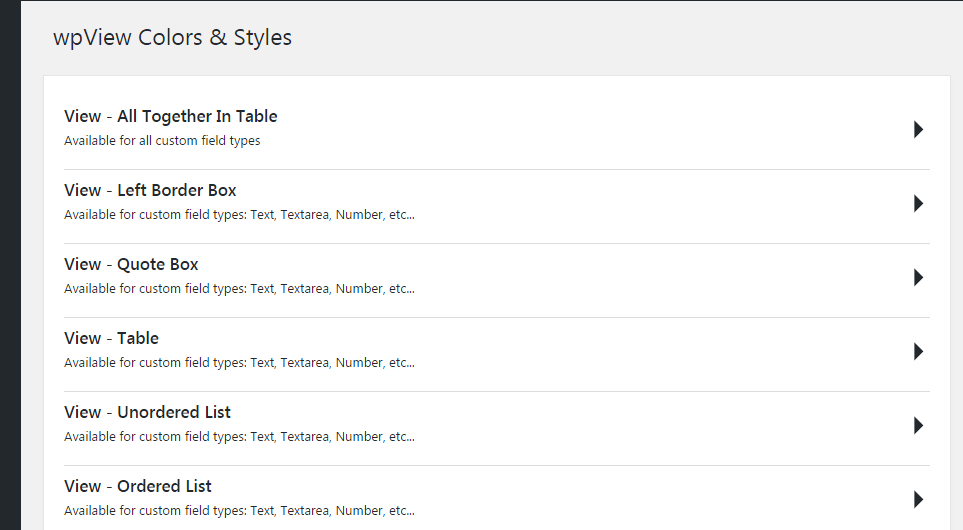 wpView Colors & Styles
View - All Together In Table
Available for all custom field types
View - Left Border Box
Available for custom field types: Text, Textarea, Number, etc...
View - Quote Box
Available for custom field types: Text, Textarea, Number, etc...
View - Table
Available for custom field types: Text, Textarea, Number, etc...
View - Unordered List
Available for custom field types: Text, Textarea, Number, etc...
View - Ordered List
Available for custom field types: Text, Textarea, Number, etc...